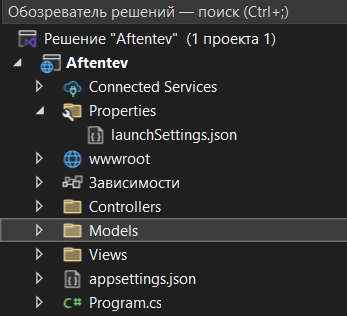 Обозреватель решений — поиск (Ctrl+;)
Решение "Aftentev" (1 проекта 1)
Aftentev
Connected Services
Properties
launchSettings.json
wwwroot
Зависимости
Controllers
Models
Views
appsettings.json
C# Program.cs